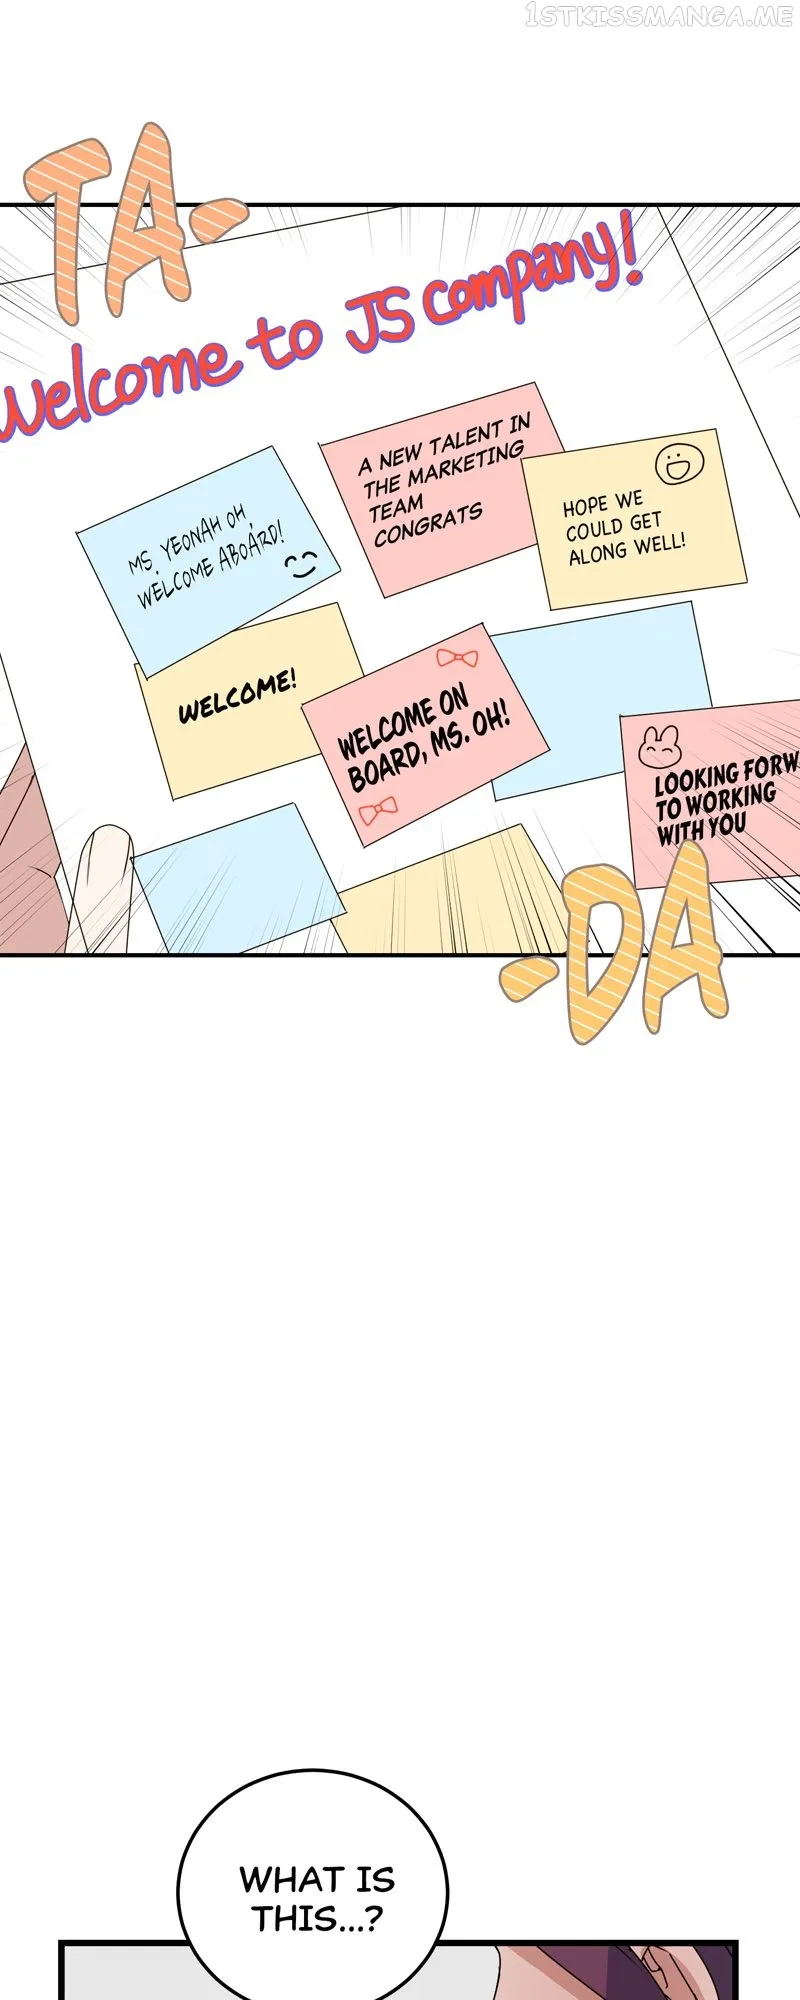 1STKISSMANGA.ME
TA-
Welcome to JS company!
MS. YEONAH OH,
WELCOME ABOARD!
A NEW TALENT IN
THE MARKETING
TEAM
CONGRATS
HOPE WE
COULD GET
ALONG WELL!
WELCOME!
WELCOME ON
BOARD, MS. OH!
LOOKING FORW
TO WORKING
WITH YOU
-DA
WHAT IS
THIS...?